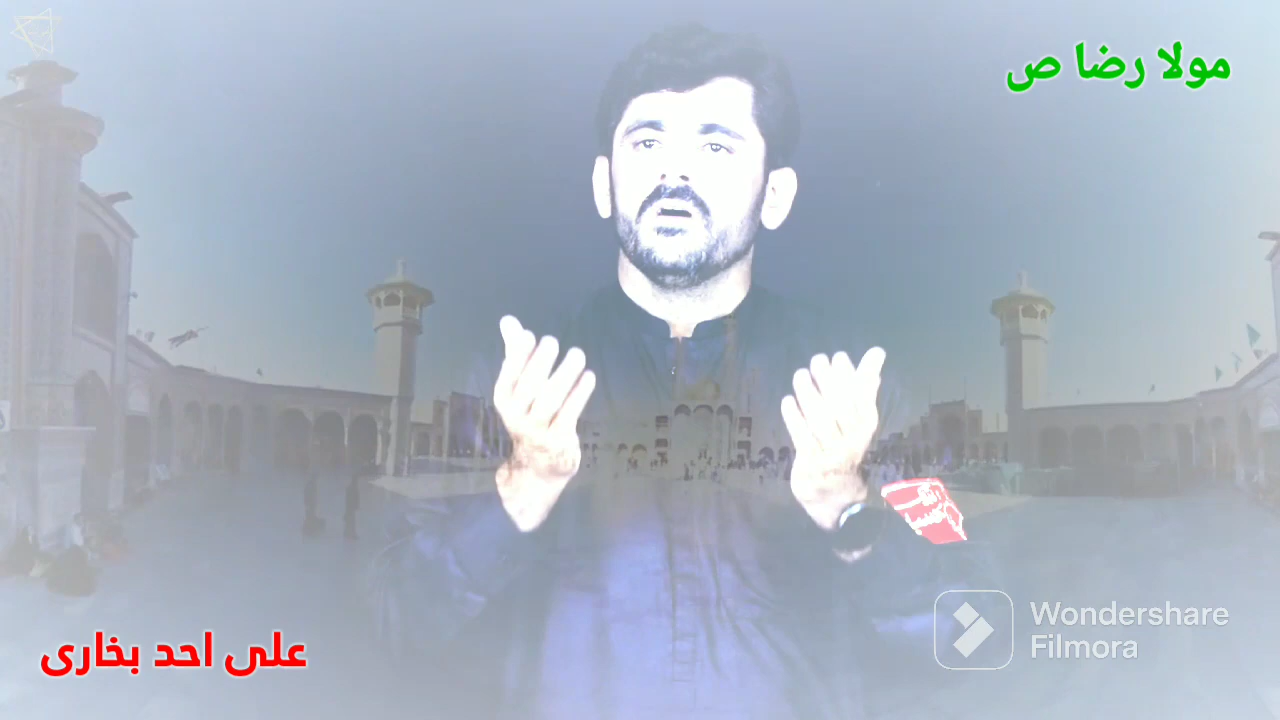 مولا رضا ص
علی احد بخاری
Wondershare
Filmora